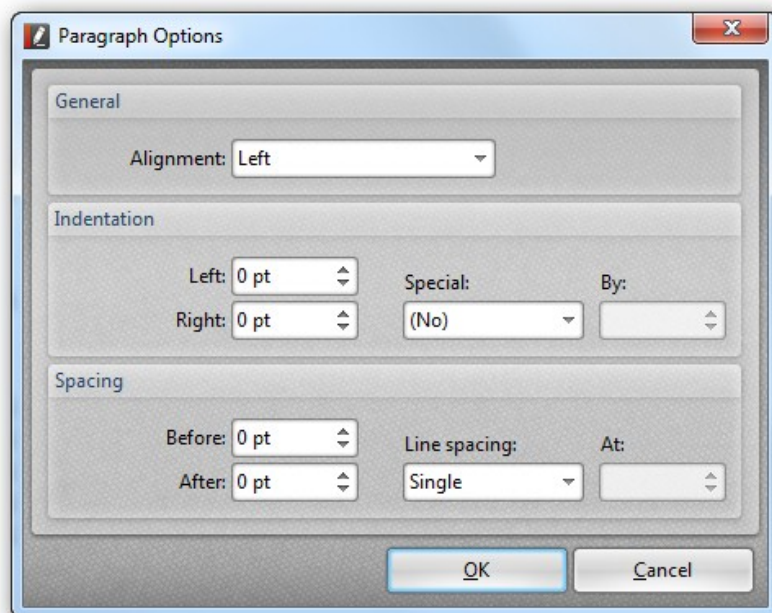 Paragraph Options
General
Alignment: Left
Indentation
Left: 0 pt
Special:
By:
Right: 0 pt
(No)
Spacing
Before: 0 pt
Line spacing:
At:
After: 0 pt
Single
OK
Cancel